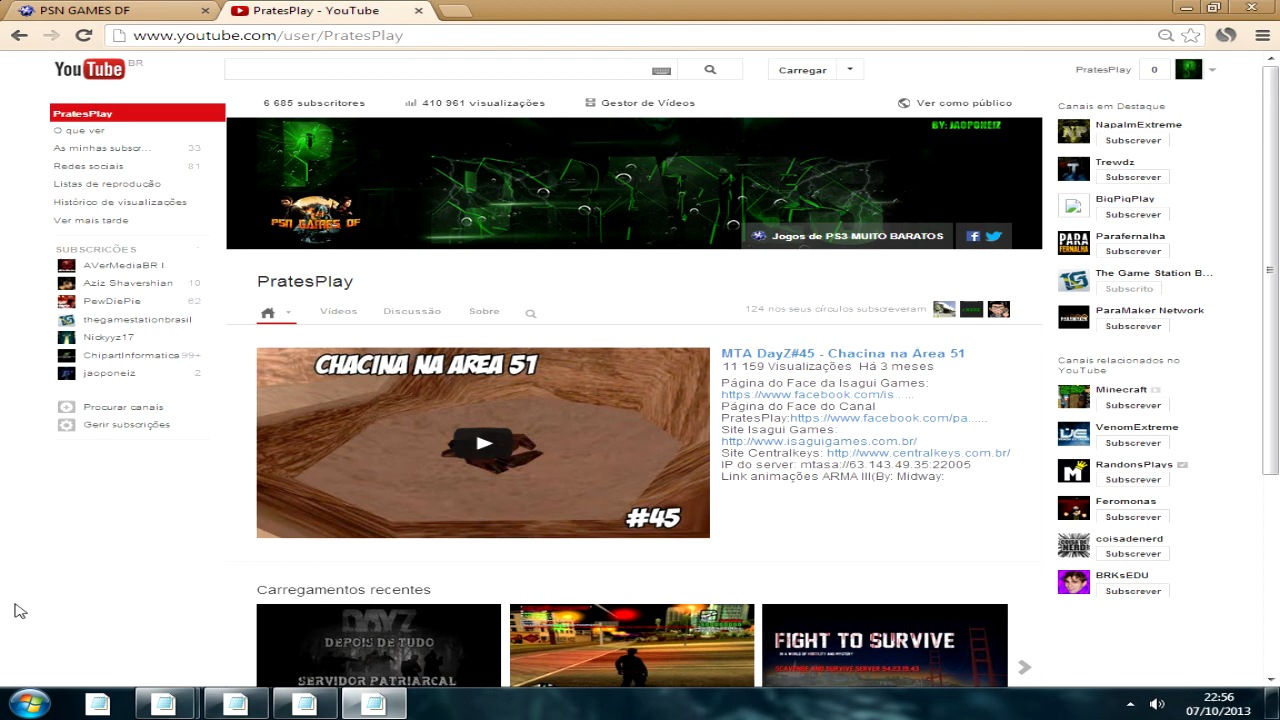 PSN GAMES DF
PratesPlay - YouTube
www.youtube.com/user/PratesPlay
YouTube BR
Carregar
PratesPlay
0
PratesPlay
O que ver
As minhas subscr... 33
Redes sociais 81
Listas de reprodução
Histórico de visualizações
Ver mais tarde
SUBSCRIÇÕES
AVerMediaBR I
Aziz Shavershian 10
PewDiePie 62
thegamestationbrasil
Nickyyz17
ChipartInformatica 99+
jaoponeiz 2
Procurar canais
Gerir subscrições
6 685 subscritores
410 961 visualizações
Gestor de Vídeos
Ver como público
BY: JAOPONEIZ
PRATES
PSN GAMES DF
Jogos de PS3 MUITO BARATOS
PratesPlay
Vídeos
Discussão
Sobre
124 nos seus círculos subscreveram
CHACINA NA AREA 51
#45
MTA DayZ#45 - Chacina na Área 51
11 159 Visualizações Há 3 meses
Página do Face da Isagui Games:
https://www.facebook.com/is......
Página do Face do Canal
PratesPlay:https://www.facebook.com/pa......
Site Isagui Games:
http://www.isaguigames.com.br/
Site Centralkeys: http://www.centralkeys.com.br/
IP do server: mtasa://63.143.49.35:22005
Link animações ARMA III(By: Midway:
Carregamentos recentes
DAYZ
DEPOIS DE TUDO
SERVIDOR PATRIARCAL
FIGHT TO SURVIVE
IN A WORLD OF HOSTILITY AND MYSTERY
Canais em Destaque
NapalmExtreme
Subscrever
Trewdz
Subscrever
BigPigPlay
Subscrever
Parafernalha
Subscrever
The Game Station B...
Subscrito
ParaMaker Network
Subscrever
Canais relacionados no
YouTube
Minecraft
Subscrever
VenomExtreme
Subscrever
RandonsPlays
Subscrever
Feromonas
Subscrever
coisadenerd
Subscrever
BRKsEDU
Subscrever
22:56
07/10/2013